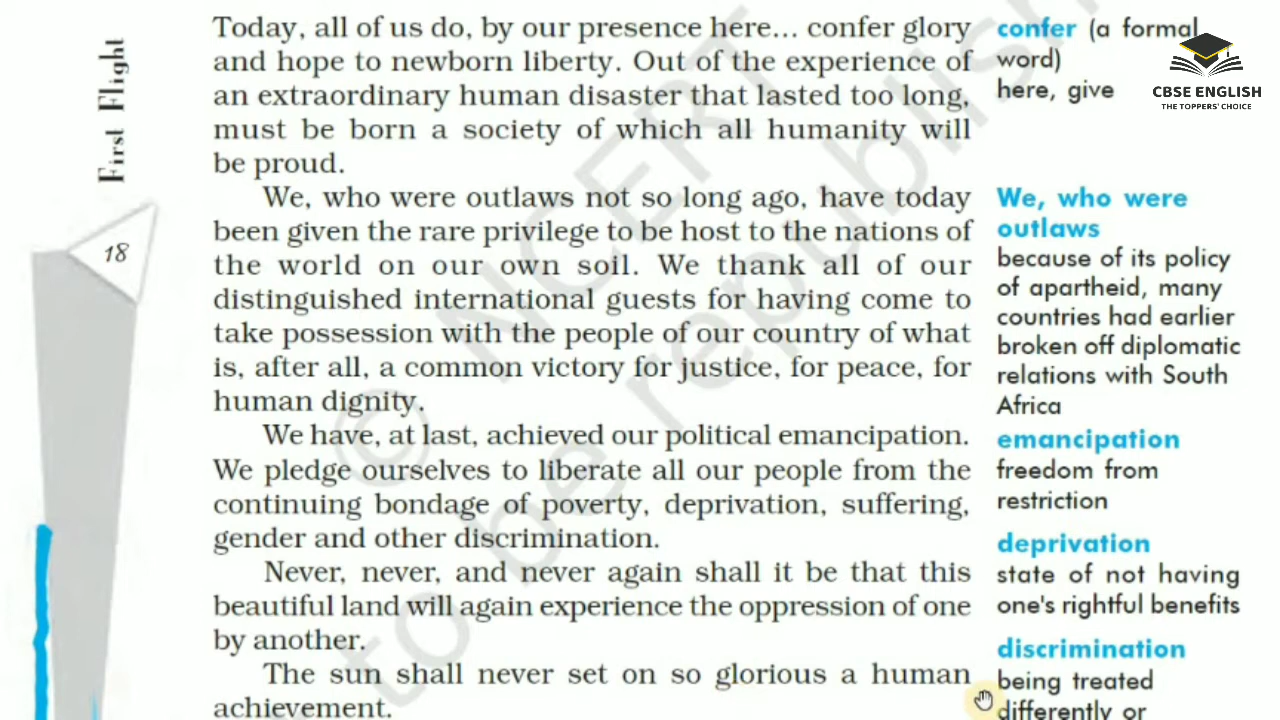 First Flight
18
Today, all of us do, by our presence here... confer glory
and hope to newborn liberty. Out of the experience of
an extraordinary human disaster that lasted too long,
must be born a society of which all humanity will
be proud.
We, who were outlaws not so long ago, have today
been given the rare privilege to be host to the nations of
the world on our own soil. We thank all of our
distinguished international guests for having come to
take possession with the people of our country of what
is, after all, a common victory for justice, for peace, for
human dignity.
We have, at last, achieved our political emancipation.
We pledge ourselves to liberate all our people from the
continuing bondage of poverty, deprivation, suffering,
gender and other discrimination.
Never, never, and never again shall it be that this
beautiful land will again experience the oppression of one
by another.
The sun shall never set on so glorious a human
achievement.
confer (a formal
word)
here, give
We, who were
outlaws
because of its policy
of apartheid, many
countries had earlier
broken off diplomatic
relations with South
Africa
emancipation
freedom from
restriction
deprivation
state of not having
one's rightful benefits
discrimination
being treated
differently or
CBSE ENGLISH
THE TOPPERS' CHOICE
© NCERT
to be republish